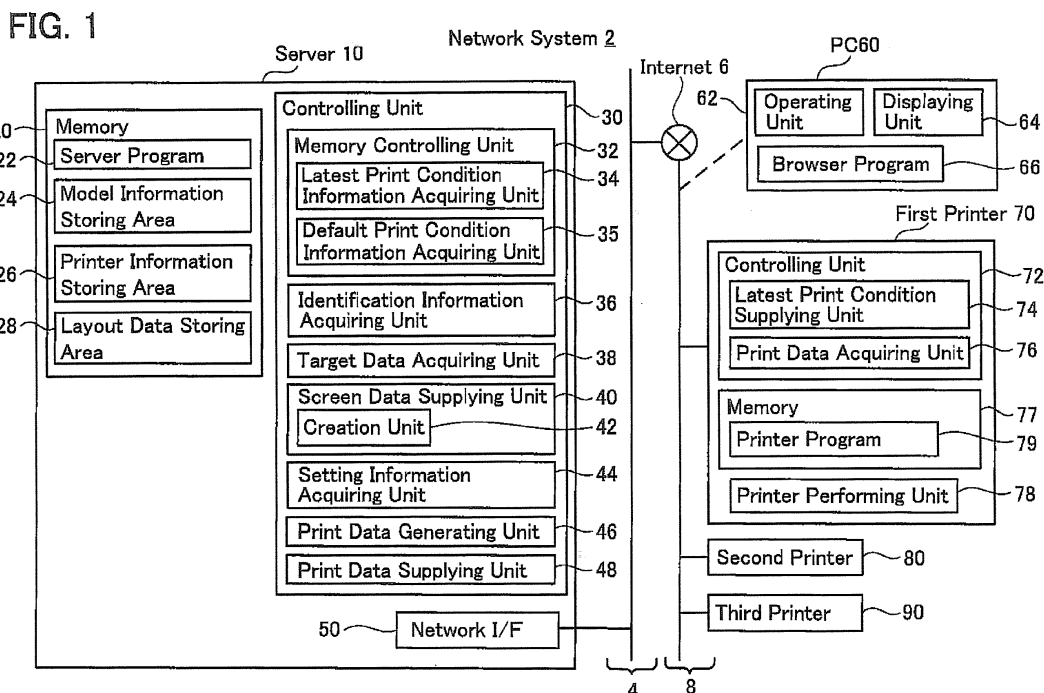 FIG. 1
Network System 2
Server 10
Memory
22
Server Program
24
Model Information
Storing Area
26
Printer Information
Storing Area
28
Layout Data Storing
Area
Controlling Unit
30
Memory Controlling Unit
32
Latest Print Condition
Information Acquiring Unit
34
Default Print Condition
Information Acquiring Unit
35
Identification Information
Acquiring Unit
36
Target Data Acquiring Unit
38
Screen Data Supplying Unit
40
Creation Unit
42
Setting Information
Acquiring Unit
44
Print Data Generating Unit
46
Print Data Supplying Unit
48
50
Network I/F
4
8
Internet 6
PC60
62
Operating
Unit
Displaying
Unit
64
Browser Program
66
First Printer 70
Controlling Unit
72
Latest Print Condition
Supplying Unit
74
Print Data Acquiring Unit
76
Memory
77
Printer Program
79
Printer Performing Unit
78
Second Printer
80
Third Printer
90